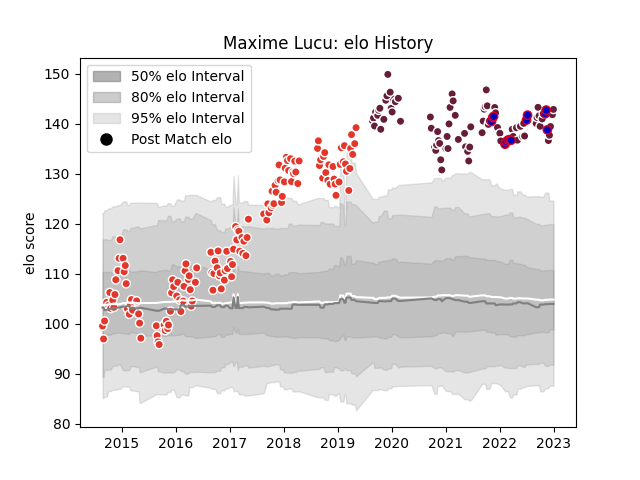 Maxime Lucu: elo History
50% elo Interval
80% elo Interval
95% elo Interval
Post Match elo
elo score
150
140
130
120
110
100
90
80
2015 2016 2017 2018 2019 2020 2021 2022 2023